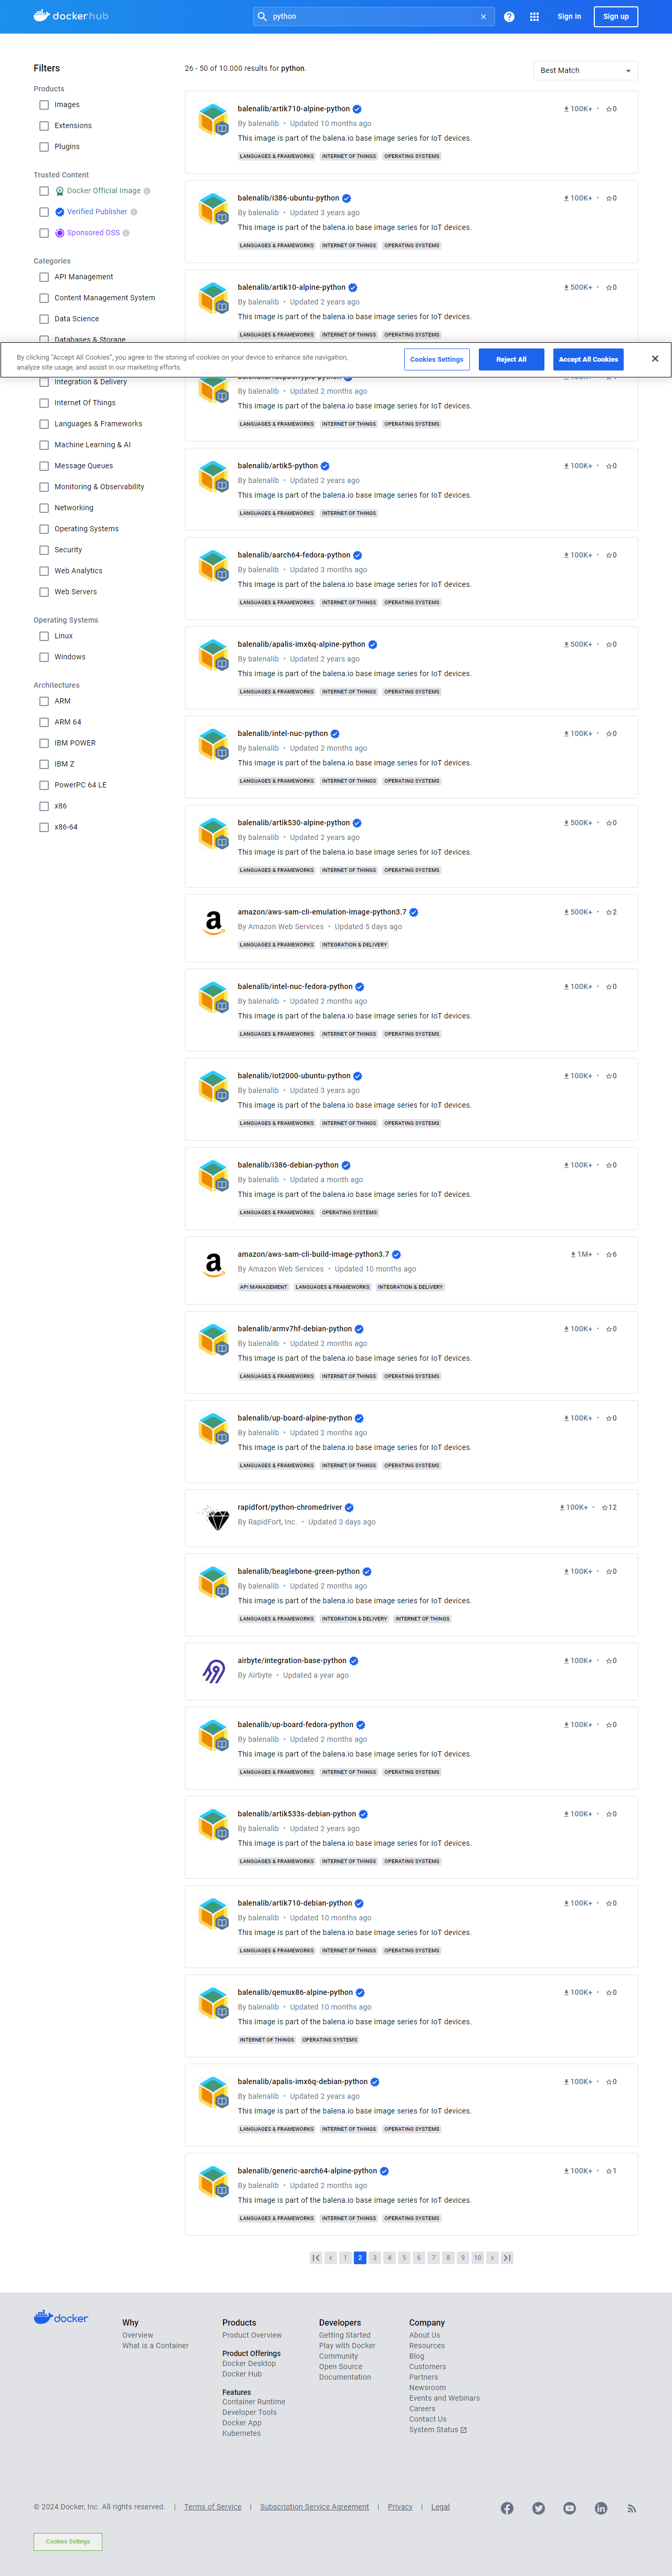 dockerhub
python
Sign In
Sign up
Filters
Products
Images
Extensions
Plugins
Trusted Content
Docker Official Image
Verified Publisher
Sponsored OSS
Categories
API Management
Content Management System
Data Science
Databases & Storage
Integration & Delivery
Internet Of Things
Languages & Frameworks
Machine Learning & AI
Message Queues
Monitoring & Observability
Networking
Operating Systems
Security
Web Analytics
Web Servers
Operating Systems
Linux
Windows
Architectures
ARM
ARM 64
IBM POWER
IBM Z
PowerPC 64 LE
x86
x86-64
26 - 50 of 10.000 results for python.
Best Match
balenalib/artik710-alpine-python 100K+ • 0
By balenalib • Updated 10 months ago
This image is part of the balena.io base image series for IoT devices.
LANGUAGES & FRAMEWORKS INTERNET OF THINGS OPERATING SYSTEMS
balenalib/i386-ubuntu-python 100K+ • 0
By balenalib • Updated 3 years ago
This image is part of the balena.io base image series for IoT devices.
LANGUAGES & FRAMEWORKS INTERNET OF THINGS OPERATING SYSTEMS
balenalib/artik10-alpine-python 500K+ • 0
By balenalib • Updated 2 years ago
This image is part of the balena.io base image series for IoT devices.
LANGUAGES & FRAMEWORKS INTERNET OF THINGS OPERATING SYSTEMS
By clicking "Accept All Cookies", you agree to the storing of cookies on your device to enhance site navigation,
analyze site usage, and assist in our marketing efforts.
Cookies Settings
Reject All
Accept All Cookies
By balenalib • Updated 2 months ago
This image is part of the balena.io base image series for IoT devices.
LANGUAGES & FRAMEWORKS INTERNET OF THINGS OPERATING SYSTEMS
balenalib/artik5-python 100K+ • 0
By balenalib • Updated 2 years ago
This image is part of the balena.io base image series for IoT devices.
LANGUAGES & FRAMEWORKS INTERNET OF THINGS
balenalib/aarch64-fedora-python 100K+ • 0
By balenalib • Updated 3 months ago
This image is part of the balena.io base image series for IoT devices.
LANGUAGES & FRAMEWORKS INTERNET OF THINGS OPERATING SYSTEMS
balenalib/apalis-imx6q-alpine-python 500K+ • 0
By balenalib • Updated 2 years ago
This image is part of the balena.io base image series for IoT devices.
LANGUAGES & FRAMEWORKS INTERNET OF THINGS OPERATING SYSTEMS
balenalib/intel-nuc-python 100K+ • 0
By balenalib • Updated 2 months ago
This image is part of the balena.io base image series for IoT devices.
LANGUAGES & FRAMEWORKS INTERNET OF THINGS OPERATING SYSTEMS
balenalib/artik530-alpine-python 500K+ • 0
By balenalib • Updated 2 years ago
This image is part of the balena.io base image series for IoT devices.
LANGUAGES & FRAMEWORKS INTERNET OF THINGS OPERATING SYSTEMS
amazon/aws-sam-cli-emulation-image-python3.7 500K+ • 2
By Amazon Web Services • Updated 5 days ago
LANGUAGES & FRAMEWORKS INTEGRATION & DELIVERY
balenalib/intel-nuc-fedora-python 100K+ • 0
By balenalib • Updated 2 months ago
This image is part of the balena.io base image series for IoT devices.
LANGUAGES & FRAMEWORKS INTERNET OF THINGS OPERATING SYSTEMS
balenalib/iot2000-ubuntu-python 100K+ • 0
By balenalib • Updated 3 years ago
This image is part of the balena.io base image series for IoT devices.
LANGUAGES & FRAMEWORKS INTERNET OF THINGS OPERATING SYSTEMS
balenalib/i386-debian-python 100K+ • 0
By balenalib • Updated a month ago
This image is part of the balena.io base image series for IoT devices.
LANGUAGES & FRAMEWORKS OPERATING SYSTEMS
amazon/aws-sam-cli-build-image-python3.7 1M+ • 6
By Amazon Web Services • Updated 10 months ago
API MANAGEMENT LANGUAGES & FRAMEWORKS INTEGRATION & DELIVERY
balenalib/armv7hf-debian-python 100K+ • 0
By balenalib • Updated 2 months ago
This image is part of the balena.io base image series for IoT devices.
LANGUAGES & FRAMEWORKS INTERNET OF THINGS OPERATING SYSTEMS
balenalib/up-board-alpine-python 100K+ • 0
By balenalib • Updated 2 months ago
This image is part of the balena.io base image series for IoT devices.
LANGUAGES & FRAMEWORKS INTERNET OF THINGS OPERATING SYSTEMS
rapidfort/python-chromedriver 100K+ • 12
By RapidFort, Inc. • Updated 3 days ago
balenalib/beaglebone-green-python 100K+ • 0
By balenalib • Updated 2 months ago
This image is part of the balena.io base image series for IoT devices.
LANGUAGES & FRAMEWORKS INTEGRATION & DELIVERY INTERNET OF THINGS
airbyte/integration-base-python 100K+ • 0
By Airbyte • Updated a year ago
balenalib/up-board-fedora-python 100K+ • 0
By balenalib • Updated 2 months ago
This image is part of the balena.io base image series for IoT devices.
LANGUAGES & FRAMEWORKS INTERNET OF THINGS OPERATING SYSTEMS
balenalib/artik533s-debian-python 100K+ • 0
By balenalib • Updated 2 years ago
This image is part of the balena.io base image series for IoT devices.
LANGUAGES & FRAMEWORKS INTERNET OF THINGS OPERATING SYSTEMS
balenalib/artik710-debian-python 100K+ • 0
By balenalib • Updated 10 months ago
This image is part of the balena.io base image series for IoT devices.
LANGUAGES & FRAMEWORKS INTERNET OF THINGS OPERATING SYSTEMS
balenalib/qemux86-alpine-python 100K+ • 0
By balenalib • Updated 10 months ago
This image is part of the balena.io base image series for IoT devices.
INTERNET OF THINGS OPERATING SYSTEMS
balenalib/apalis-imx6q-debian-python 100K+ • 0
By balenalib • Updated 2 years ago
This image is part of the balena.io base image series for IoT devices.
LANGUAGES & FRAMEWORKS INTERNET OF THINGS OPERATING SYSTEMS
balenalib/generic-aarch64-alpine-python 100K+ • 1
By balenalib • Updated 2 months ago
This image is part of the balena.io base image series for IoT devices.
LANGUAGES & FRAMEWORKS INTERNET OF THINGS OPERATING SYSTEMS
1 2 3 4 5 6 7 8 9 10
docker
Why
Overview
What is a Container
Products
Product Overview
Product Offerings
Docker Desktop
Docker Hub
Features
Container Runtime
Developer Tools
Docker App
Kubernetes
Developers
Getting Started
Play with Docker
Community
Open Source
Documentation
Company
About Us
Resources
Blog
Customers
Partners
Newsroom
Events and Webinars
Careers
Contact Us
System Status
© 2024 Docker, Inc. All rights reserved. | Terms of Service | Subscription Service Agreement | Privacy | Legal
Cookies Settings